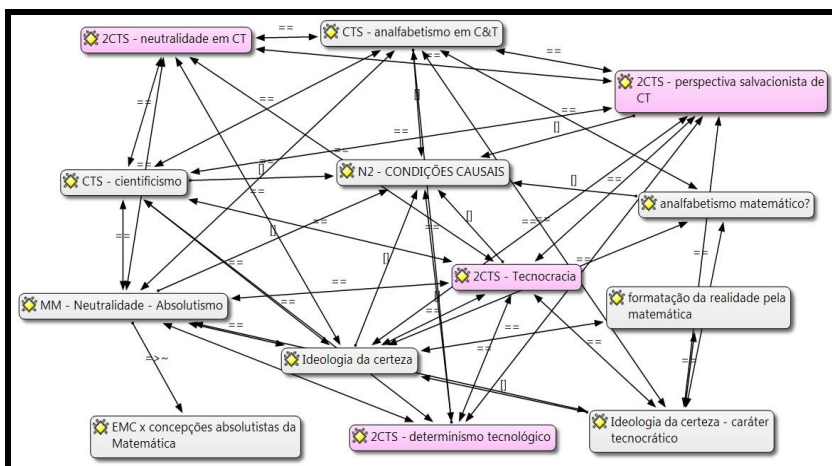 2CTS - neutralidade em CT
==
CTS - analfabetismo em C&T
==
==
2CTS - perspectiva salvacionista de
CT
==
==
[]
==
==
[]
CTS - cientificismo
[]
N2 - CONDIÇÕES CAUSAIS
==
[]
analfabetismo matemático?
==
==
[]
[]
==
[]
2CTS - Tecnocracia
==
formatação da realidade pela
matemática
MM - Neutralidade - Absolutismo
==
==
==
=>~
Ideologia da certeza
==
==
==
==
[]
EMC x concepções absolutistas da
Matemática
2CTS - determinismo tecnológico
Ideologia da certeza - caráter
tecnocrático